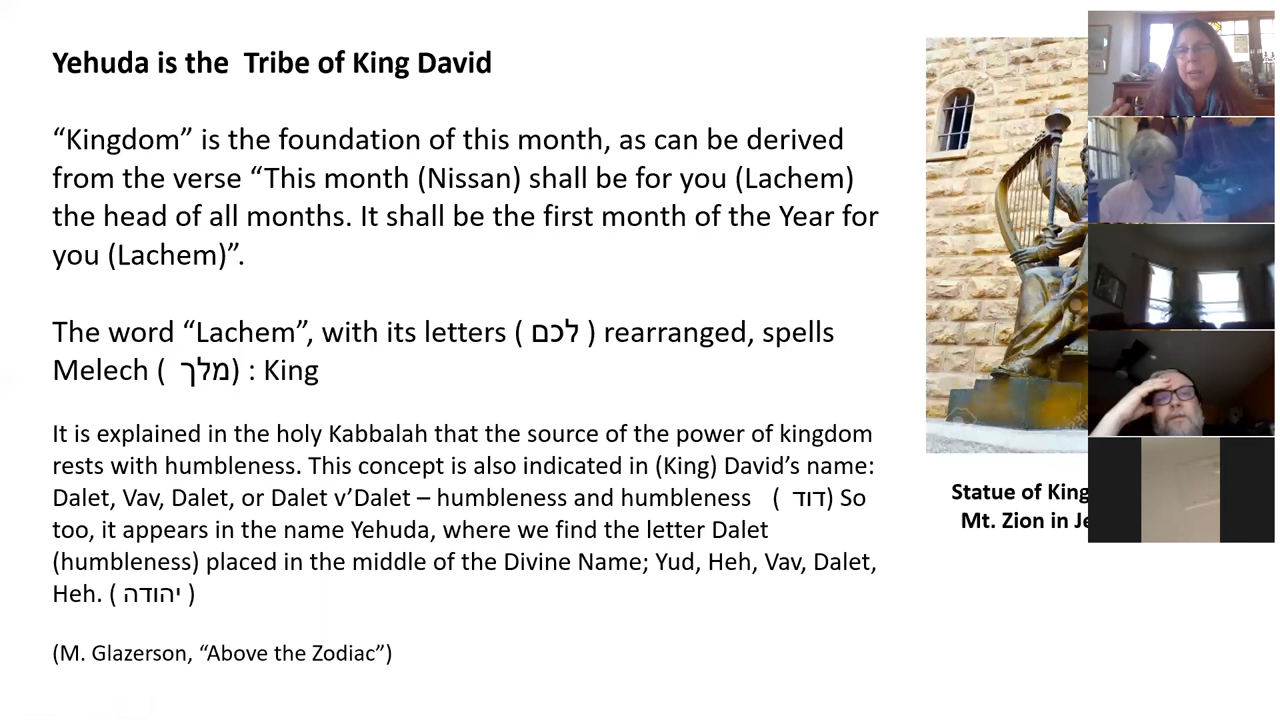 Yehuda is the  Tribe of King David
“Kingdom” is the foundation of this month, as can be derived
from the verse “This month (Nissan) shall be for you (Lachem)
the head of all months. It shall be the first month of the Year for
you (Lachem)”.
The word “Lachem”, with its letters ( לכם ) rearranged, spells
Melech ( מלך) : King
It is explained in the holy Kabbalah that the source of the power of kingdom
rests with humbleness. This concept is also indicated in (King) David’s name:
Dalet, Vav, Dalet, or Dalet v’Dalet – humbleness and humbleness ( דוד) So
too, it appears in the name Yehuda, where we find the letter Dalet
(humbleness) placed in the middle of the Divine Name; Yud, Heh, Vav, Dalet,
Heh. ( יהודה )
(M. Glazerson, “Above the Zodiac”)
Statue of King
Mt. Zion in Je